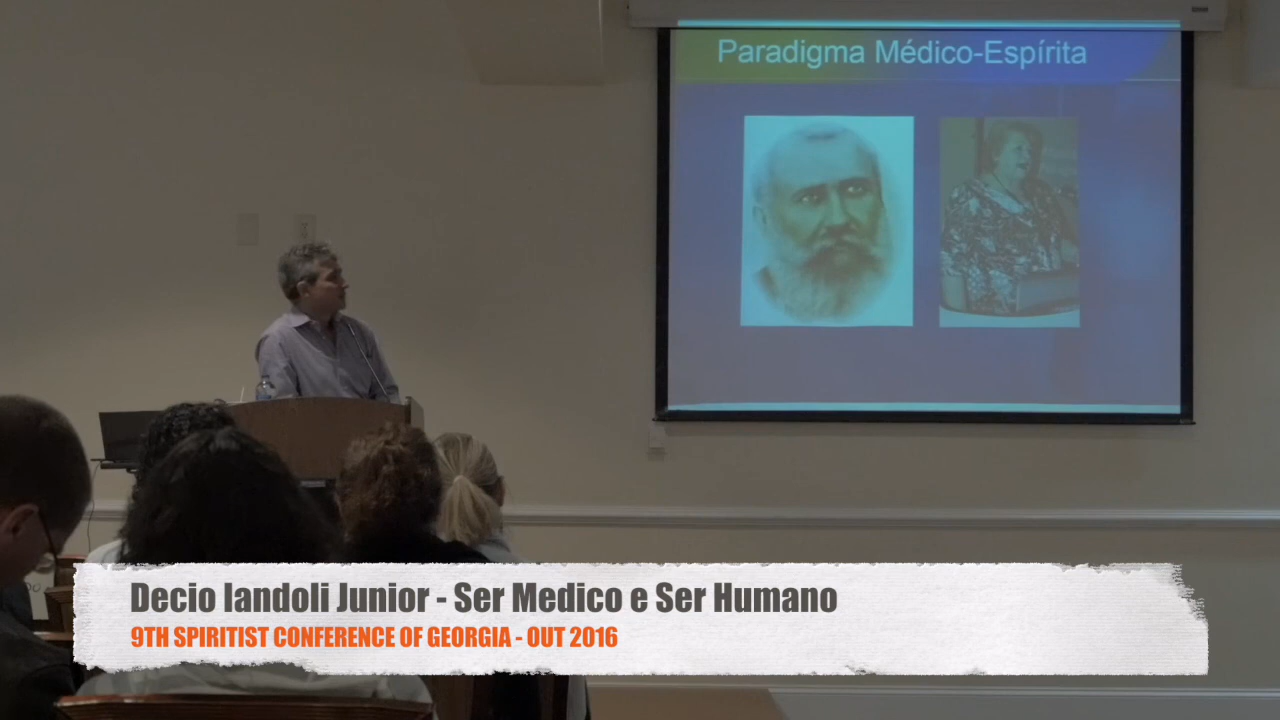 Paradigma Médico-Espírita
Decio Iandoli Junior - Ser Medico e Ser Humano
9TH SPIRITIST CONFERENCE OF GEORGIA - OUT 2016